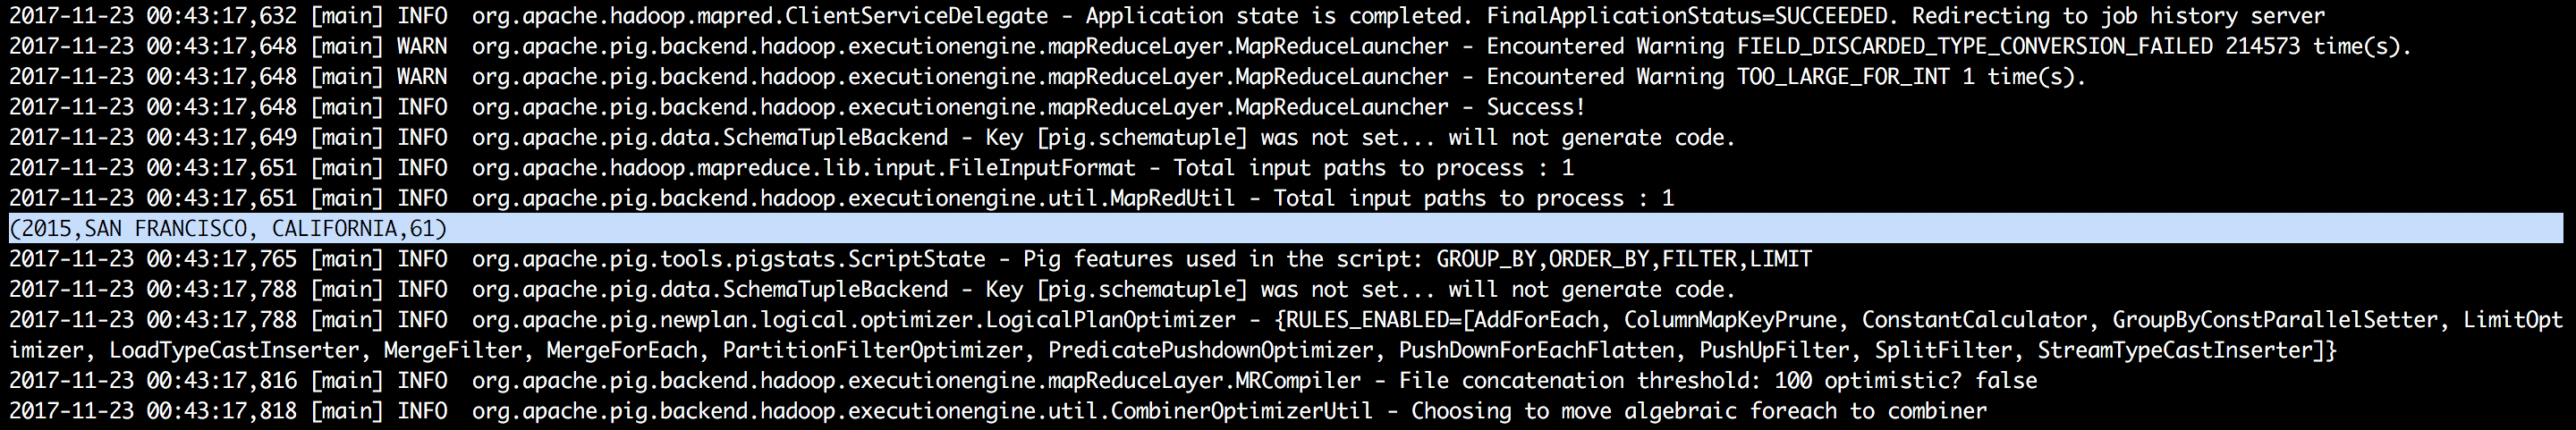 2017-11-23 00:43:17,632 [main] INFO  org.apache.hadoop.mapred.ClientServiceDelegate - Application state is completed. FinalApplicationStatus=SUCCEEDED. Redirecting to job history server
2017-11-23 00:43:17,648 [main] WARN  org.apache.pig.backend.hadoop.executionengine.mapReduceLayer.MapReduceLauncher - Encountered Warning FIELD_DISCARDED_TYPE_CONVERSION_FAILED 214573 time(s).
2017-11-23 00:43:17,648 [main] WARN  org.apache.pig.backend.hadoop.executionengine.mapReduceLayer.MapReduceLauncher - Encountered Warning TOO_LARGE_FOR_INT 1 time(s).
2017-11-23 00:43:17,648 [main] INFO  org.apache.pig.backend.hadoop.executionengine.mapReduceLayer.MapReduceLauncher - Success!
2017-11-23 00:43:17,649 [main] INFO  org.apache.pig.data.SchemaTupleBackend - Key [pig.schematuple] was not set... will not generate code.
2017-11-23 00:43:17,651 [main] INFO  org.apache.hadoop.mapreduce.lib.input.FileInputFormat - Total input paths to process : 1
2017-11-23 00:43:17,651 [main] INFO  org.apache.pig.backend.hadoop.executionengine.util.MapRedUtil - Total input paths to process : 1
(2015,SAN FRANCISCO, CALIFORNIA,61)
2017-11-23 00:43:17,765 [main] INFO  org.apache.pig.tools.pigstats.ScriptState - Pig features used in the script: GROUP_BY,ORDER_BY,FILTER,LIMIT
2017-11-23 00:43:17,788 [main] INFO  org.apache.pig.data.SchemaTupleBackend - Key [pig.schematuple] was not set... will not generate code.
2017-11-23 00:43:17,788 [main] INFO  org.apache.pig.newplan.logical.optimizer.LogicalPlanOptimizer - {RULES_ENABLED=[AddForEach, ColumnMapKeyPrune, ConstantCalculator, GroupByConstParallelSetter, LimitOpt
imizer, LoadTypeCastInserter, MergeFilter, MergeForEach, PartitionFilterOptimizer, PredicatePushdownOptimizer, PushDownForEachFlatten, PushUpFilter, SplitFilter, StreamTypeCastInserter]}
2017-11-23 00:43:17,816 [main] INFO  org.apache.pig.backend.hadoop.executionengine.mapReduceLayer.MRCompiler - File concatenation threshold: 100 optimistic? false
2017-11-23 00:43:17,818 [main] INFO  org.apache.pig.backend.hadoop.executionengine.util.CombinerOptimizerUtil - Choosing to move algebraic foreach to combiner